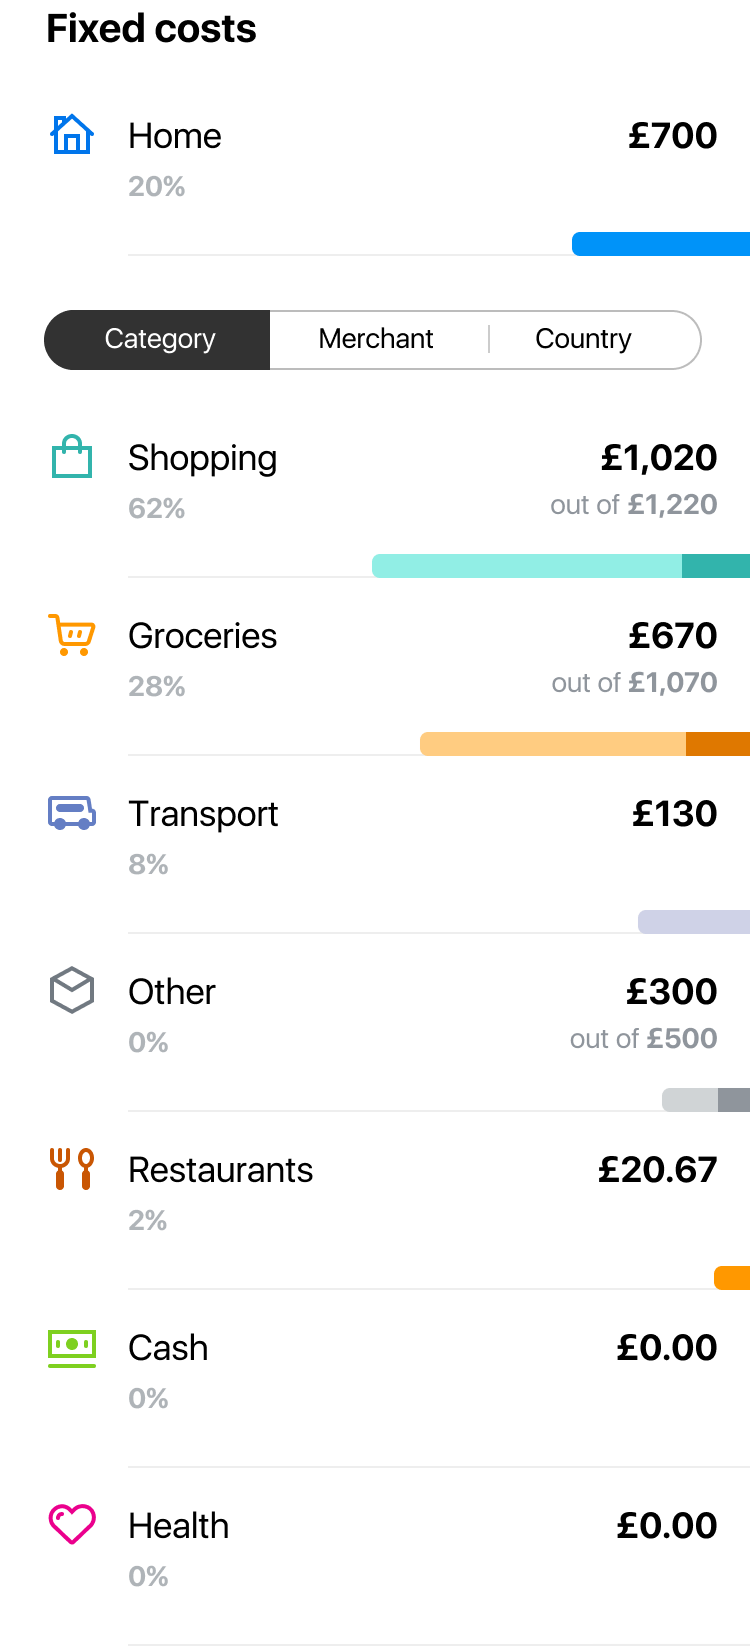 Fixed costs
Home £700
20%
Category Merchant Country
Shopping £1,020
62% out of £1,220
Groceries £670
28% out of £1,070
Transport £130
8%
Other £300
0% out of £500
Restaurants £20.67
2%
Cash £0.00
0%
Health £0.00
0%